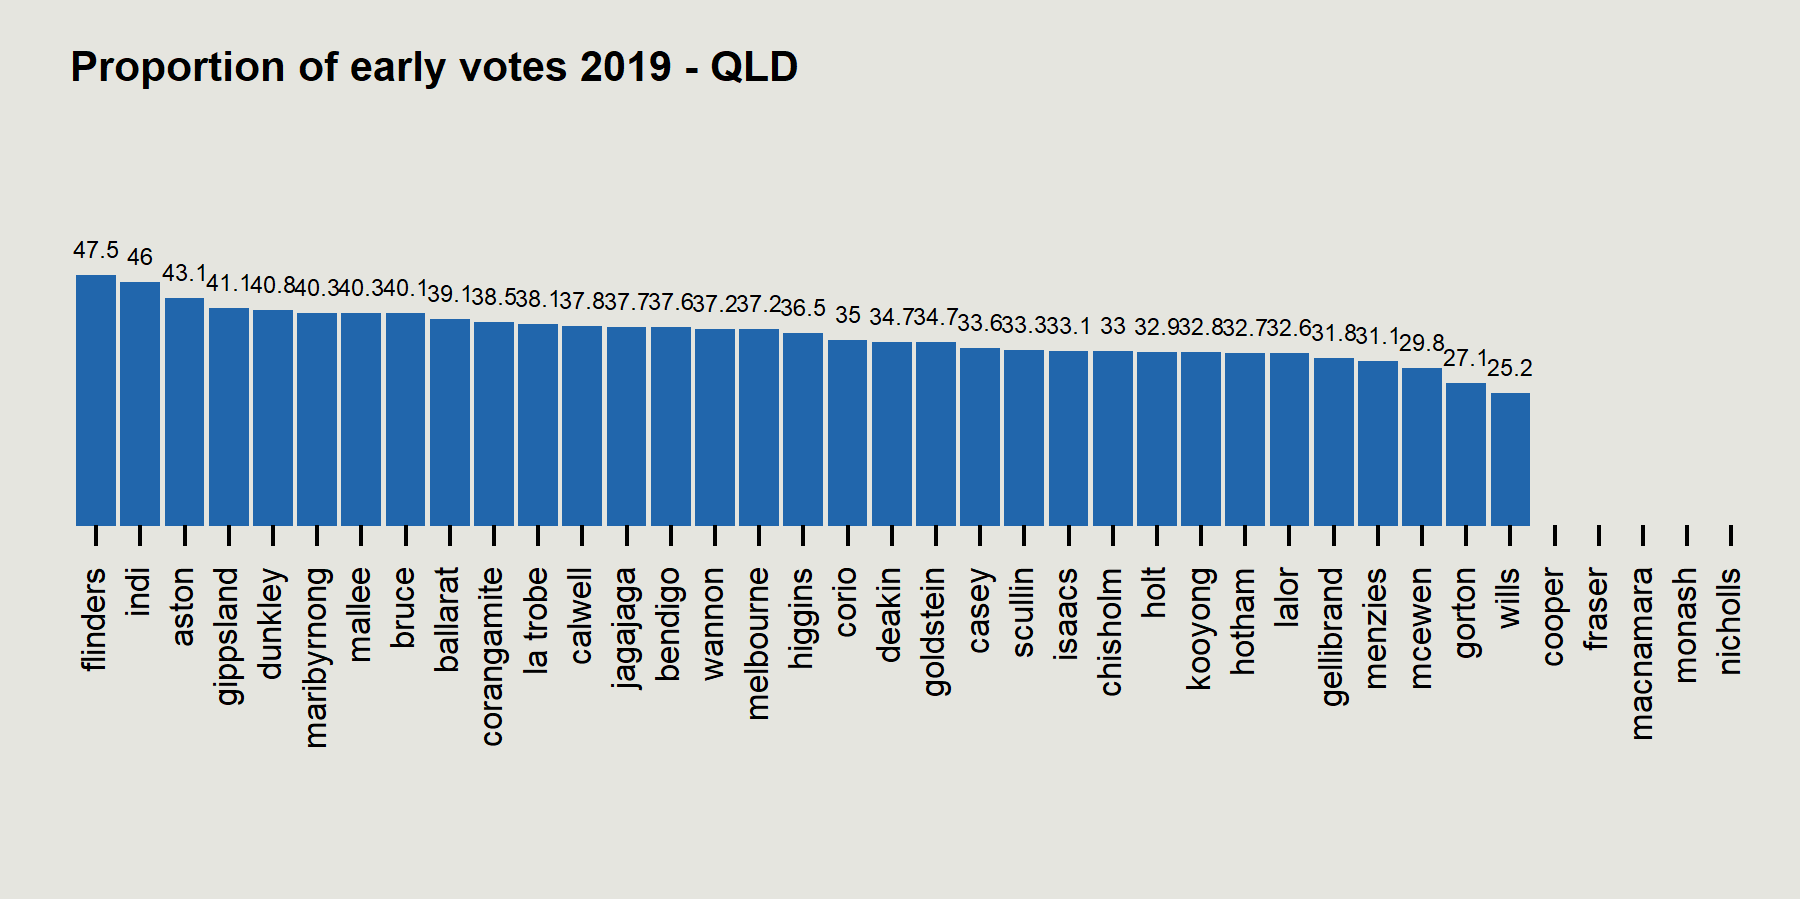 Proportion of early votes 2019 - QLD
47.5 46 43.1 41.1 40.8 40.3 40.3 40.1 39.1 38.5 38.1 37.8 37.7 37.6 37.2 37.2 36.5 35 34.7 34.7 33.6 33.3 33.1 33 32.9 32.8 32.7 32.6 31.8 31.1 29.8 27.1 25.2
flinders
indi
aston
gippsland
dunkley
maribyrnong
mallee
bruce
ballarat
corangamite
la trobe
calwell
jagajaga
bendigo
wannon
melbourne
higgins
corio
deakin
goldstein
casey
scullin
isaacs
chisholm
holt
kooyong
hotham
lalor
gellibrand
menzies
mcewen
gorton
wills
cooper
fraser
macnamara
monash
nicholls